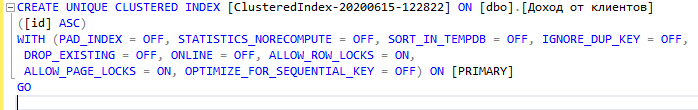 CREATE UNIQUE CLUSTERED INDEX [ClusteredIndex-20200615-122822] ON [dbo].[Доход от клиентов]
([id] ASC)
WITH (PAD_INDEX = OFF, STATISTICS_NORECOMPUTE = OFF, SORT_IN_TEMPDB = OFF, IGNORE_DUP_KEY = OFF,
DROP_EXISTING = OFF, ONLINE = OFF, ALLOW_ROW_LOCKS = ON,
ALLOW_PAGE_LOCKS = ON, OPTIMIZE_FOR_SEQUENTIAL_KEY = OFF) ON [PRIMARY]
GO